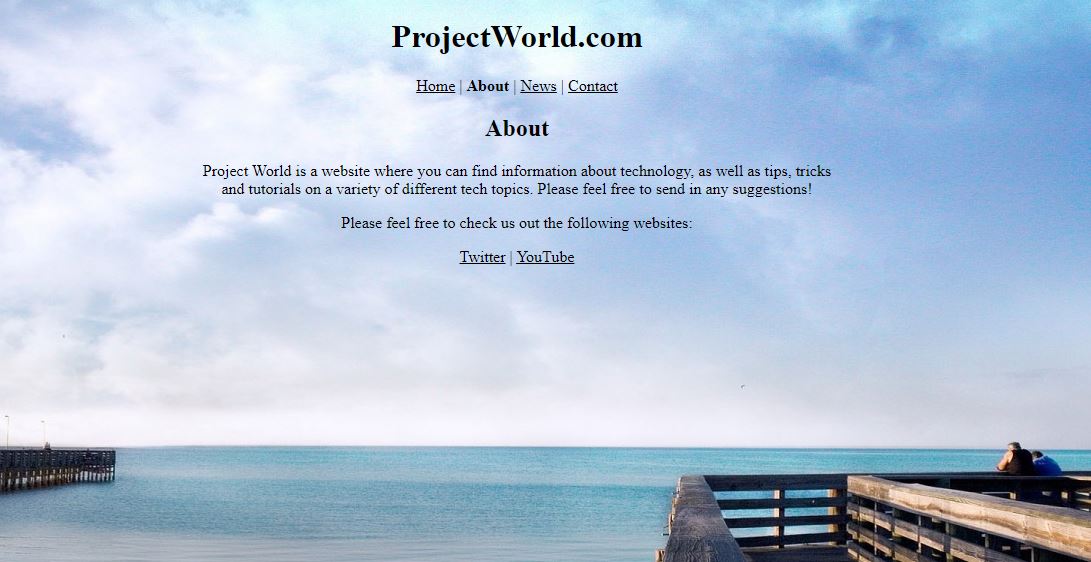 ProjectWorld.com
Home | About | News | Contact
About
Project World is a website where you can find information about technology, as well as tips, tricks
and tutorials on a variety of different tech topics. Please feel free to send in any suggestions!
Please feel free to check us out the following websites:
Twitter | YouTube